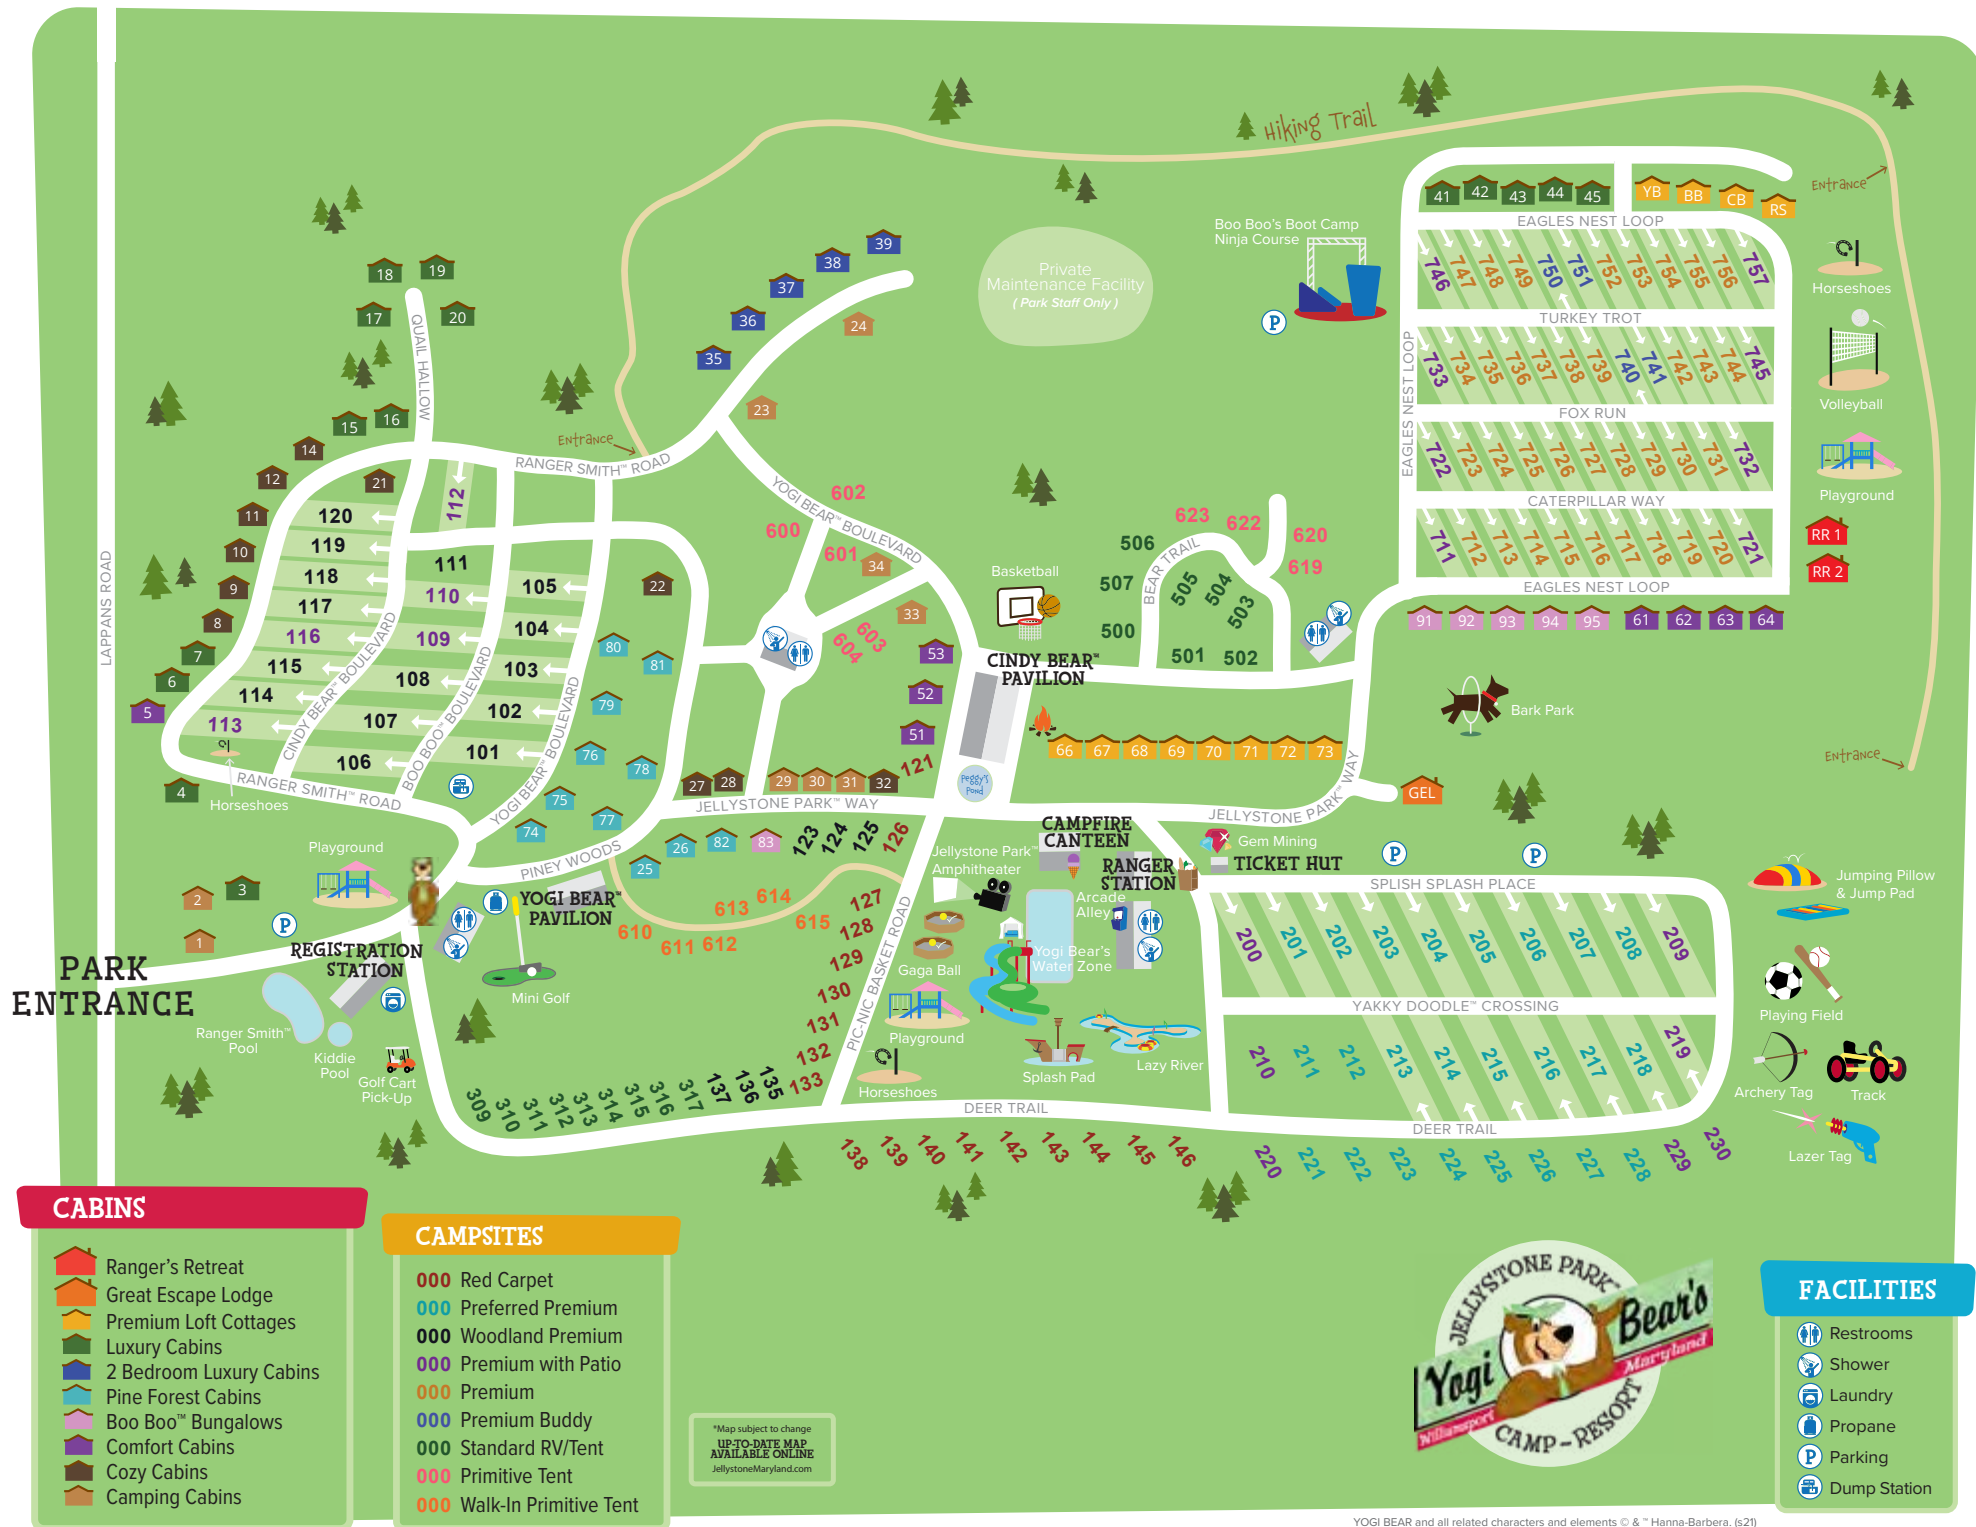 Hiking Trail
Entrance
41 42 43 44 45 YB BB CB RS
EAGLES NEST LOOP
746 747 748 749 750 751 752 753 754 755 756 757
TURKEY TROT
733 734 735 736 737 738 739 740 741 742 743 744 745
FOX RUN
722 723 724 725 726 727 728 729 730 731 732
CATERPILLAR WAY
711 712 713 714 715 716 717 718 719 720 721
EAGLES NEST LOOP
EAGLES NEST LOOP
91 92 93 94 95 61 62 63 64
Horseshoes
Volleyball
Playground
RR 1
RR 2
Boo Boo's Boot Camp
Ninja Course
P
Private
Maintenance Facility
( Park Staff Only )
39
38
37
36
35
24
23
18 19
17 20
QUAIL HALLOW
15 16
14
12 21
11
10
9
8
7
6
5
4
22
Entrance
RANGER SMITH™ ROAD
YOGI BEAR™ BOULEVARD
602
600
601
34
33
603
604
53
52
51
121
LAPPANS ROAD
112
120
119
118
117
116
115
114
113
111
110
109
108
107
106
105
104
103
102
101
CINDY BEAR™ BOULEVARD
BOO BOO™ BOULEVARD
YOGI BEAR™ BOULEVARD
RANGER SMITH™ ROAD
Horseshoes
80
81
79
76
78
75
77
74
27 28 29 30 31 32
JELLYSTONE PARK™ WAY
Basketball
CINDY BEAR™
PAVILION
Peggy's
Pond
623 622 620
619
506
507
500
505 504 503
501 502
BEAR TRAIL
66 67 68 69 70 71 72 73
JELLYSTONE PARK™ WAY
GEL
Bark Park
Entrance
PINEY WOODS
25 26 82 83
123 124 125 126
Playground
3
2
1
P
REGISTRATION
STATION
PARK
ENTRANCE
YOGI BEAR™
PAVILION
Mini Golf
Ranger Smith™
Pool
Kiddie
Pool
Golf Cart
Pick-Up
610 611 612 613 614 615
127
128
129
130
131
132
133
PIC-NIC BASKET ROAD
309 310 311 312 313 314 315 316 317 137 136 135
Jellystone Park™
Amphitheater
CAMPFIRE
CANTEEN
RANGER
STATION
Gem Mining
TICKET HUT
Arcade
Alley
Yogi Bear's
Water Zone
Gaga Ball
Playground
Horseshoes
Splash Pad
Lazy River
DEER TRAIL
138 139 140 141 142 143 144 145 146
P
P
SPLISH SPLASH PLACE
200 201 202 203 204 205 206 207 208 209
YAKKY DOODLE™ CROSSING
210 211 212 213 214 215 216 217 218 219
DEER TRAIL
220 221 222 223 224 225 226 227 228 229 230
Jumping Pillow
& Jump Pad
Playing Field
Archery Tag
Track
Lazer Tag
CABINS
Ranger's Retreat
Great Escape Lodge
Premium Loft Cottages
Luxury Cabins
2 Bedroom Luxury Cabins
Pine Forest Cabins
Boo Boo™ Bungalows
Comfort Cabins
Cozy Cabins
Camping Cabins
CAMPSITES
000 Red Carpet
000 Preferred Premium
000 Woodland Premium
000 Premium with Patio
000 Premium
000 Premium Buddy
000 Standard RV/Tent
000 Primitive Tent
000 Walk-In Primitive Tent
*Map subject to change
UP-TO-DATE MAP
AVAILABLE ONLINE
JellystoneMaryland.com
JELLYSTONE PARK™
Yogi Bear's
Williamsport Maryland
CAMP-RESORT
FACILITIES
Restrooms
Shower
Laundry
Propane
P Parking
Dump Station
YOGI BEAR and all related characters and elements © & ™ Hanna-Barbera. (s21)